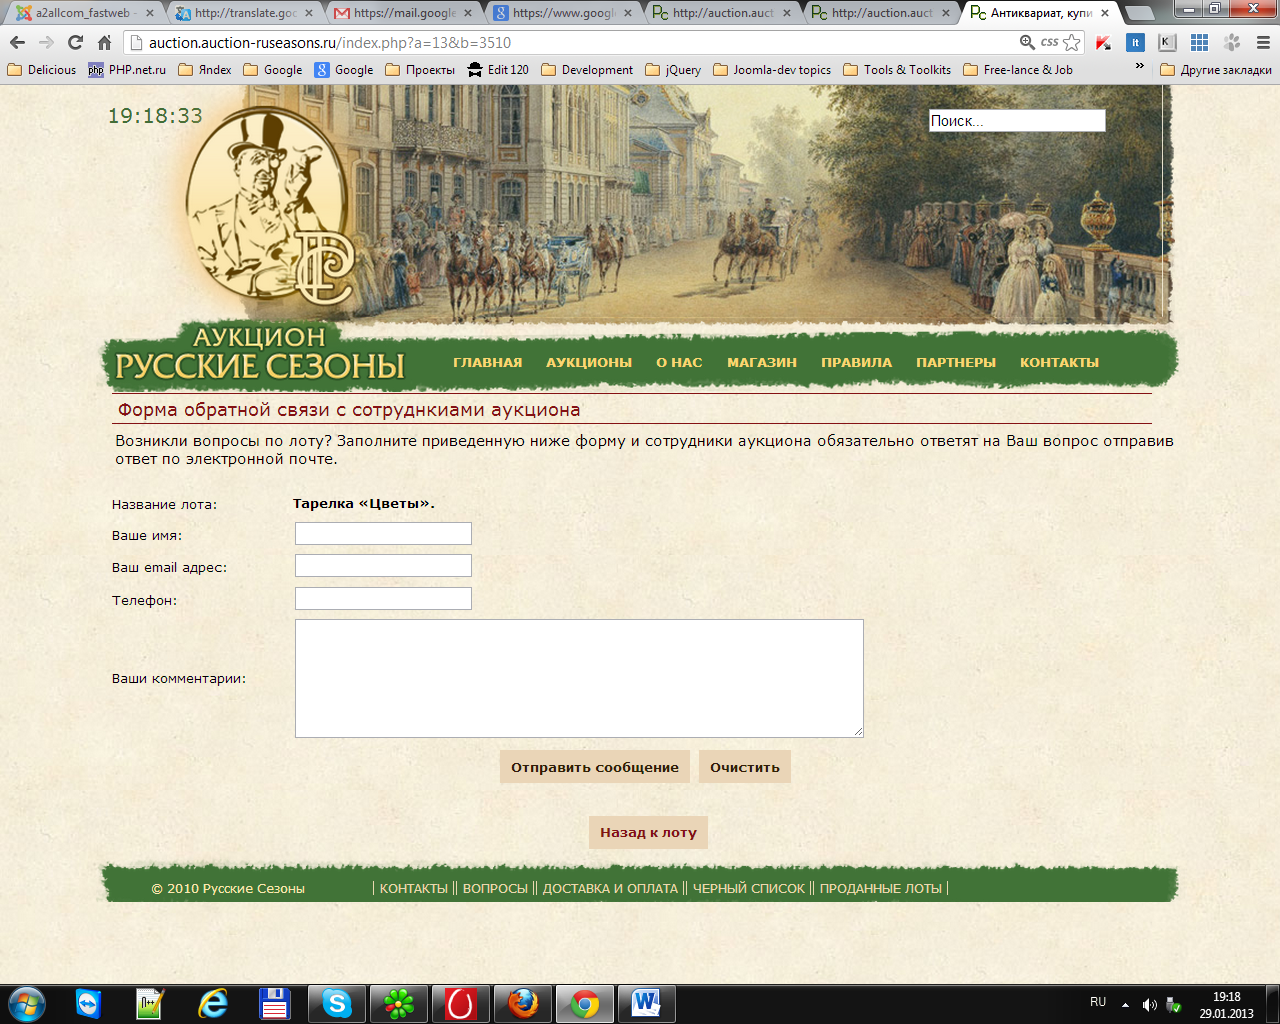 a2allcom_fastweb
http://translate.goo
https://mail.google
https://www.google
http://auction.auct
http://auction.auct
Антиквариат, купи
auction.auction-ruseasons.ru/index.php?a=13&b=3510
CSS
Delicious
php PHP.net.ru
Яndex
Google
Google
Проекты
Edit 120
Development
jQuery
Joomla-dev topics
Tools & Toolkits
Free-lance & Job
»
Другие закладки
19:18:33
Поиск...
РС
АУКЦИОН
РУССКИЕ СЕЗОНЫ
ГЛАВНАЯ АУКЦИОНЫ О НАС МАГАЗИН ПРАВИЛА ПАРТНЕРЫ КОНТАКТЫ
Форма обратной связи с сотруднкиами аукциона
Возникли вопросы по лоту? Заполните приведенную ниже форму и сотрудники аукциона обязательно ответят на Ваш вопрос отправив
ответ по электронной почте.
Название лота: Тарелка «Цветы».
Ваше имя:
Ваш email адрес:
Телефон:
Ваши комментарии:
Отправить сообщение Очистить
Назад к лоту
© 2010 Русские Сезоны | КОНТАКТЫ || ВОПРОСЫ || ДОСТАВКА И ОПЛАТА || ЧЕРНЫЙ СПИСОК || ПРОДАННЫЕ ЛОТЫ |
RU
19:18
29.01.2013